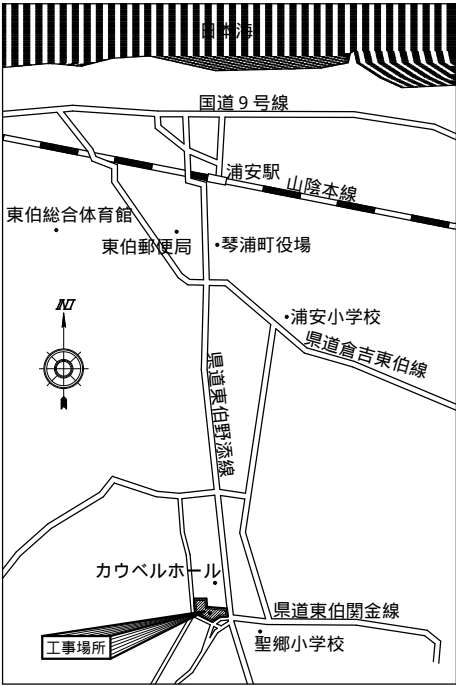 日本海
国道9号線
浦安駅
山陰本線
東伯総合体育館
東伯郵便局
琴浦町役場
N
浦安小学校
県道倉吉東伯線
県道東伯野添線
カウベルホール
県道東伯関金線
工事場所
聖郷小学校